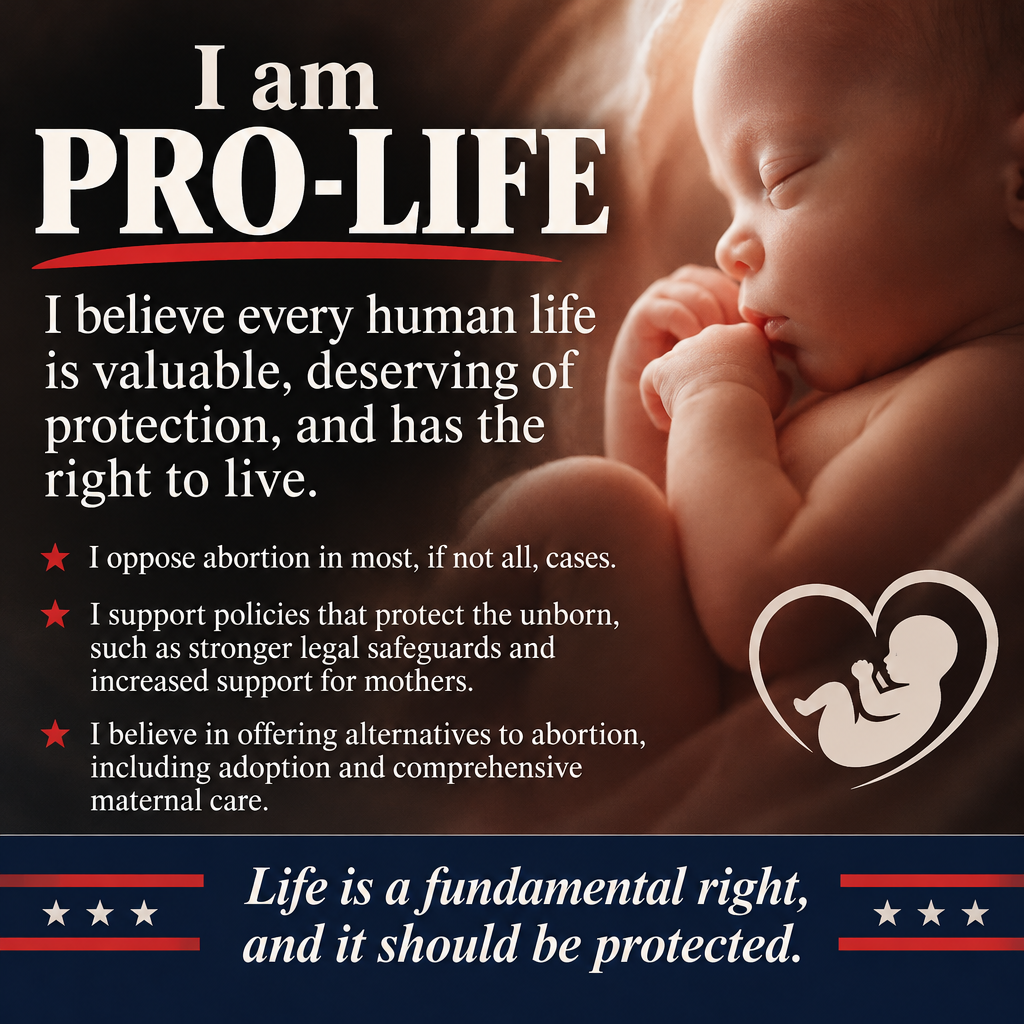 I am
PRO-LIFE
I believe every human life
is valuable, deserving of
protection, and has the
right to live.
I oppose abortion in most, if not all, cases.
I support policies that protect the unborn,
such as stronger legal safeguards and
increased support for mothers.
I believe in offering alternatives to abortion,
including adoption and comprehensive
maternal care.
Life is a fundamental right,
and it should be protected.